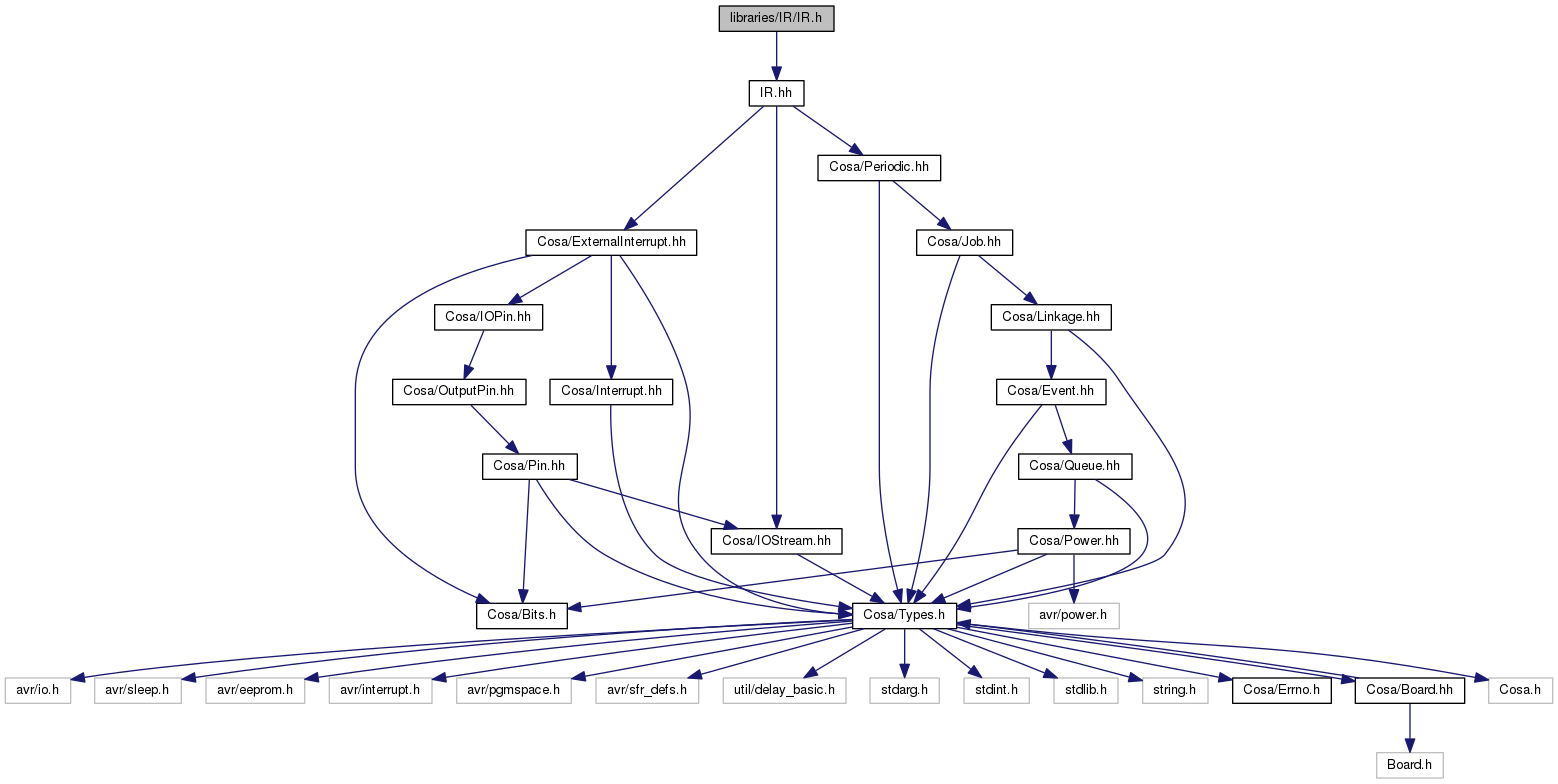 libraries/IR/IR.h
IR.hh
Cosa/Periodic.hh
Cosa/ExternalInterrupt.hh
Cosa/Job.hh
Cosa/IOPin.hh
Cosa/Linkage.hh
Cosa/OutputPin.hh
Cosa/Interrupt.hh
Cosa/Event.hh
Cosa/Pin.hh
Cosa/Queue.hh
Cosa/IOStream.hh
Cosa/Power.hh
Cosa/Bits.h
Cosa/Types.h
avr/power.h
avr/io.h
avr/sleep.h
avr/eeprom.h
avr/interrupt.h
avr/pgmspace.h
avr/sfr_defs.h
util/delay_basic.h
stdarg.h
stdint.h
stdlib.h
string.h
Cosa/Errno.h
Cosa/Board.hh
Cosa.h
Board.h